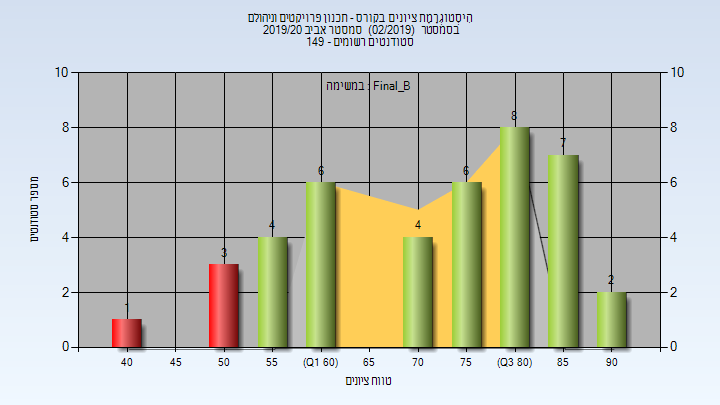 היסטוגרמת ציונים בקורס - תכנון פרויקטים וניהולם
בסמסטר (02/2019) סמסטר אביב 2019/20
סטודנטים רשומים - 149
במשימה : Final_B
מספר סטודנטים
10 10
8 8
6 6
4 4
2 2
0 0
1 3 4 6 4 6 8 7 2
40 45 50 55 (Q1 60) 65 70 75 (Q3 80) 85 90
טווח ציונים